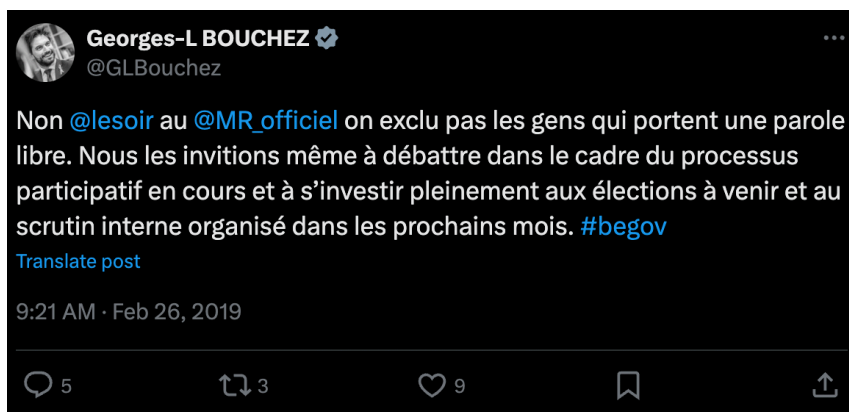 Georges-L BOUCHEZ
@GLBouchez
Non @lesoir au @MR_officiel on exclu pas les gens qui portent une parole
libre. Nous les invitions même à débattre dans le cadre du processus
participatif en cours et à s’investir pleinement aux élections à venir et au
scrutin interne organisé dans les prochains mois. #begov
Translate post
9:21 AM · Feb 26, 2019
5 3 9